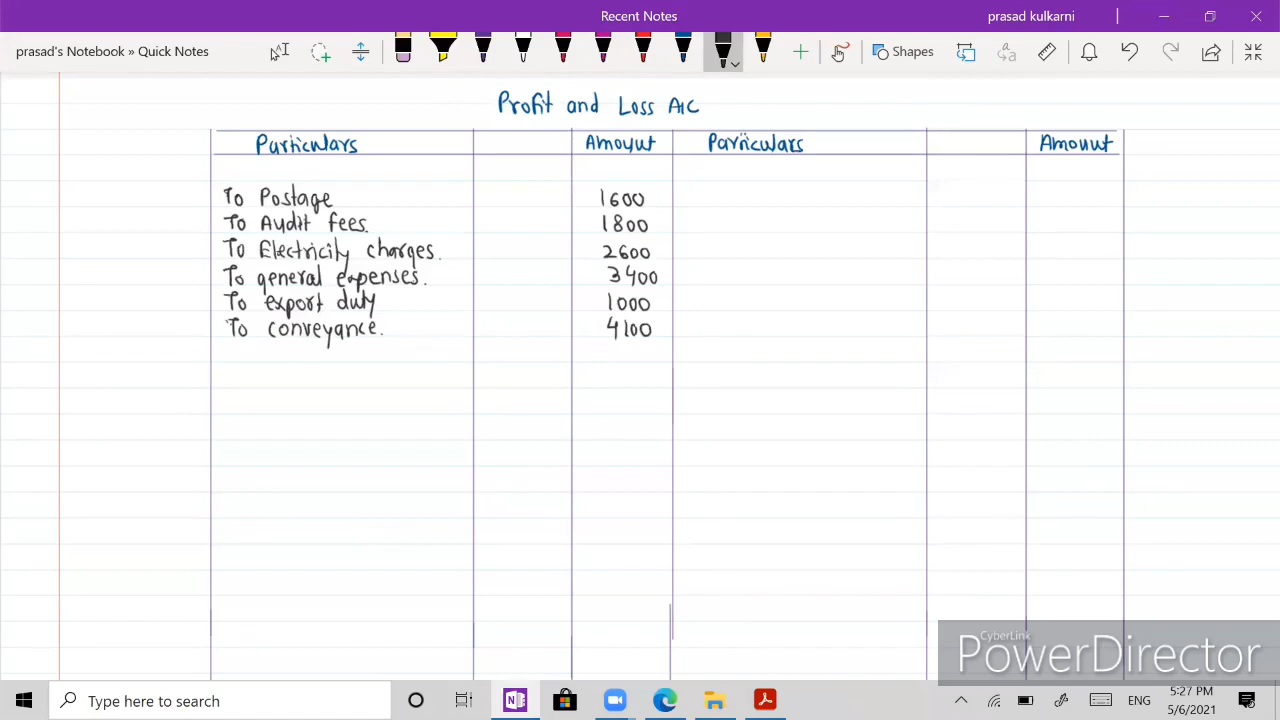 Recent Notes
prasad kulkarni
prasad's Notebook » Quick Notes
Shapes
Profit and Loss A/C
Particulars Amoyut Particulars Amount
To Postage 1600
To Audit fees. 1800
To Electricity charges. 2600
To general expenses. 3400
To export duty 1000
To conveyance. 4100
CyberLink
PowerDirector
Type here to search
ENG
5:27 PM
5/6/2021